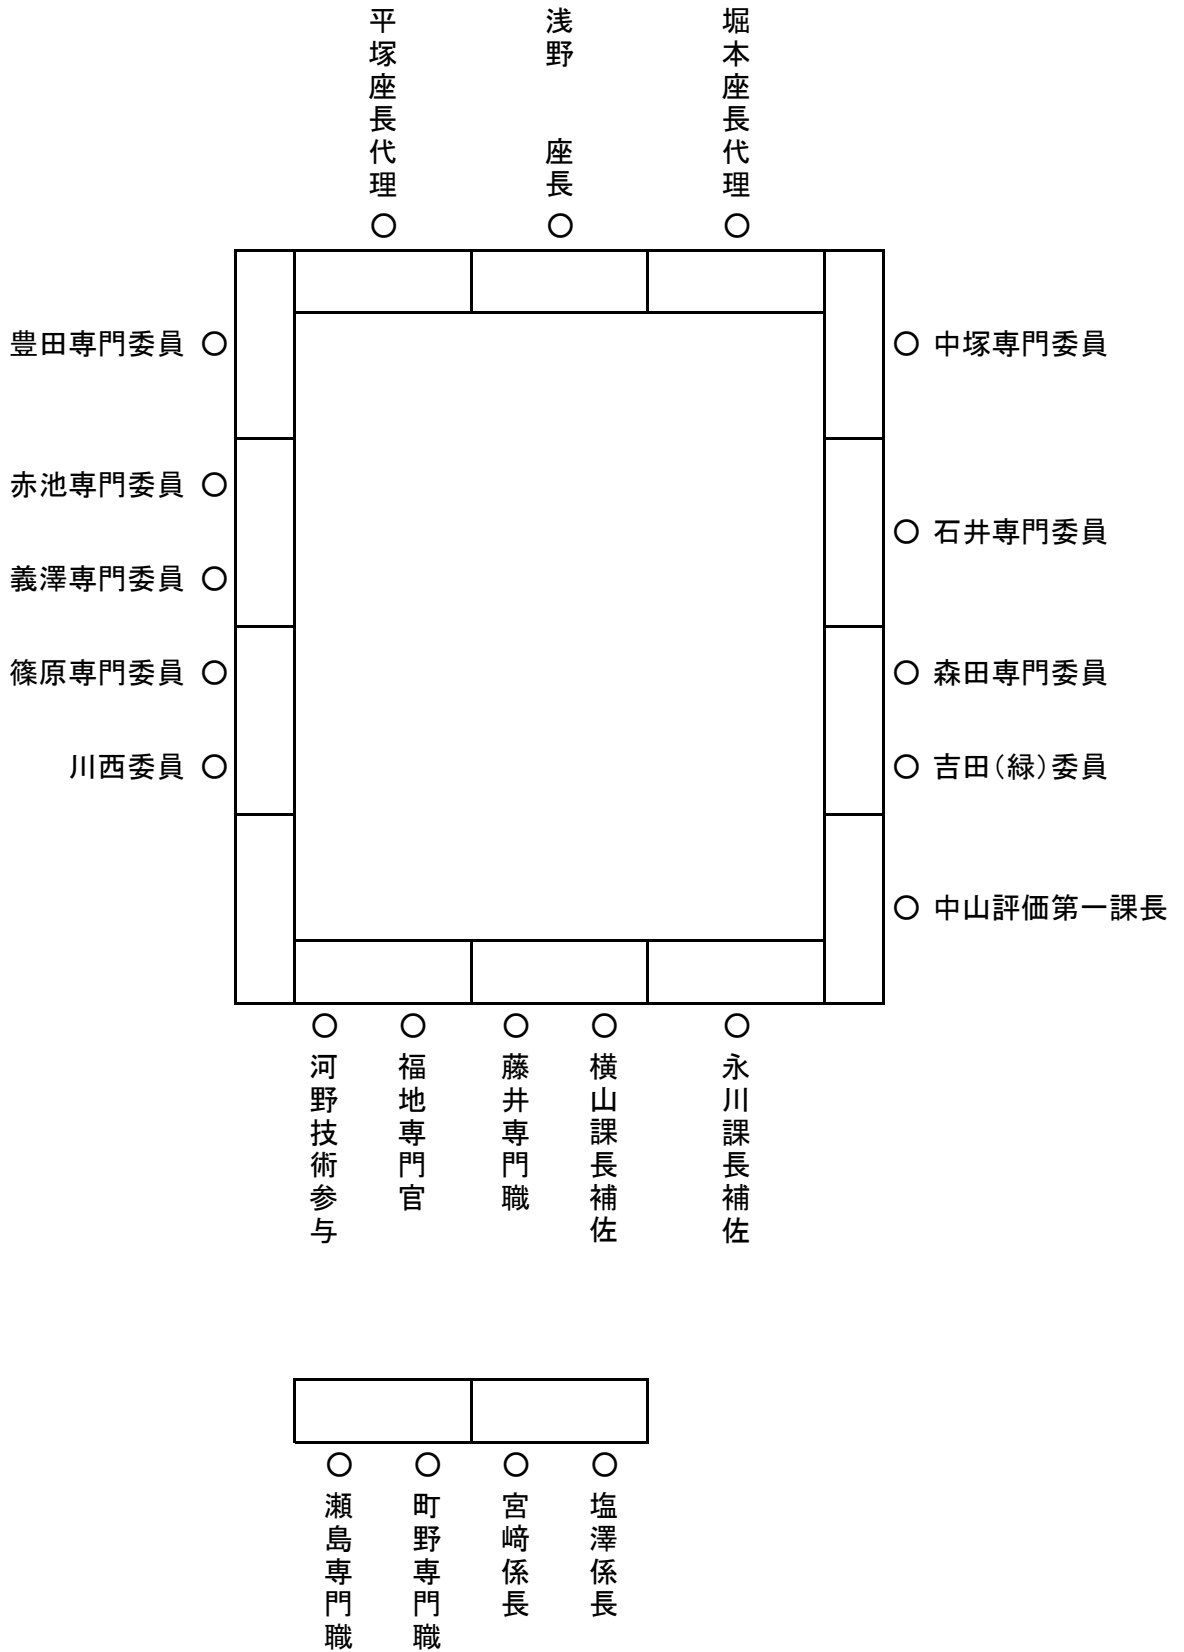 平塚座長代理
浅野　座長
堀本座長代理
豊田専門委員
中塚専門委員
赤池専門委員
石井専門委員
義澤専門委員
篠原専門委員
森田専門委員
川西委員
吉田(緑)委員
中山評価第一課長
河野技術参与
福地専門官
藤井専門職
横山課長補佐
永川課長補佐
瀬島専門職
町野専門職
宮﨑係長
塩澤係長